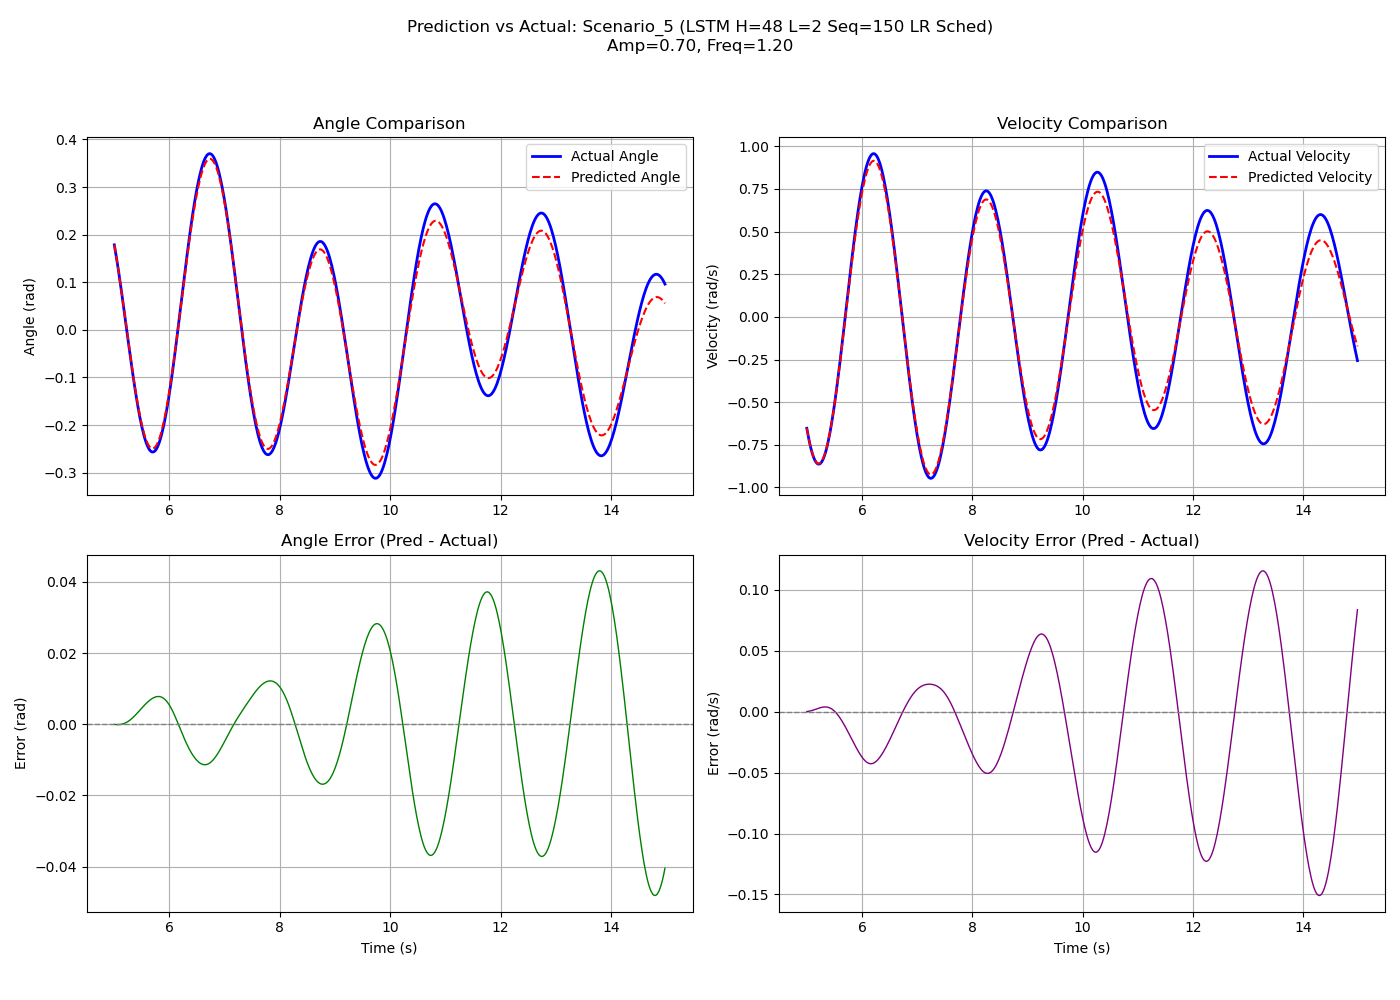 Prediction vs Actual: Scenario_5 (LSTM H=48 L=2 Seq=150 LR Sched)
Amp=0.70, Freq=1.20
Angle Comparison
Actual Angle
Predicted Angle
Angle (rad)
0.4
0.3
0.2
0.1
0.0
−0.1
−0.2
−0.3
6 8 10 12 14
Velocity Comparison
Actual Velocity
Predicted Velocity
Velocity (rad/s)
1.00
0.75
0.50
0.25
0.00
−0.25
−0.50
−0.75
−1.00
6 8 10 12 14
Angle Error (Pred - Actual)
Error (rad)
0.04
0.02
0.00
−0.02
−0.04
6 8 10 12 14
Time (s)
Velocity Error (Pred - Actual)
Error (rad/s)
0.10
0.05
0.00
−0.05
−0.10
−0.15
6 8 10 12 14
Time (s)